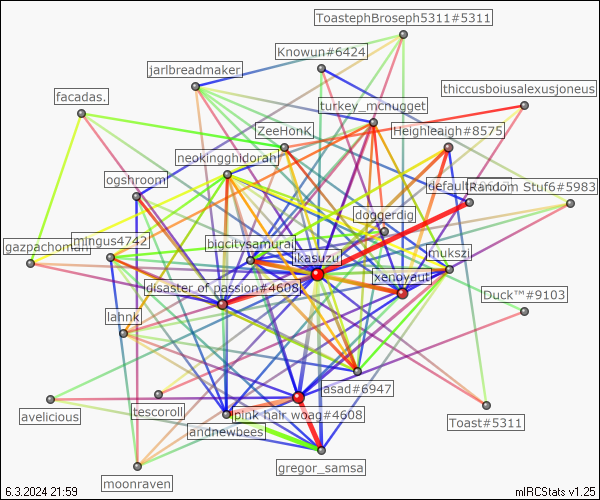 ToastephBroseph5311#5311
Knowun#6424
jarlbreadmaker
thiccusboiusalexusjoneus
facadas.
turkey_mcnugget
ZeeHonK
Heighleaigh#8575
neokingghidorah
ogshroom
Random Stuf6#5983
doggerdig
mingus4742
bigcitysamurai
gazpachoman
ikasuzu
mukszi
xenovaut
disaster of passion#4608
Duck™#9103
lahnk
asad#6947
avelicious
tescoroll
pink hair woag#4608
Toast#5311
andnewbees
gregor_samsa
moonraven
6.3.2024 21:59
mIRCStats v1.25